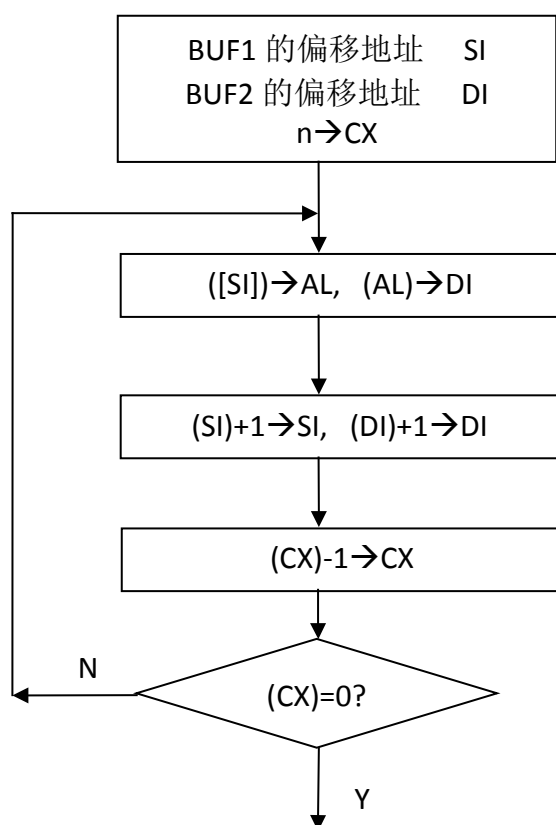 BUF1 的偏移地址 SI
BUF2 的偏移地址 DI
n→CX
([SI])→AL, (AL)→DI
(SI)+1→SI, (DI)+1→DI
(CX)-1→CX
N
(CX)=0?
Y